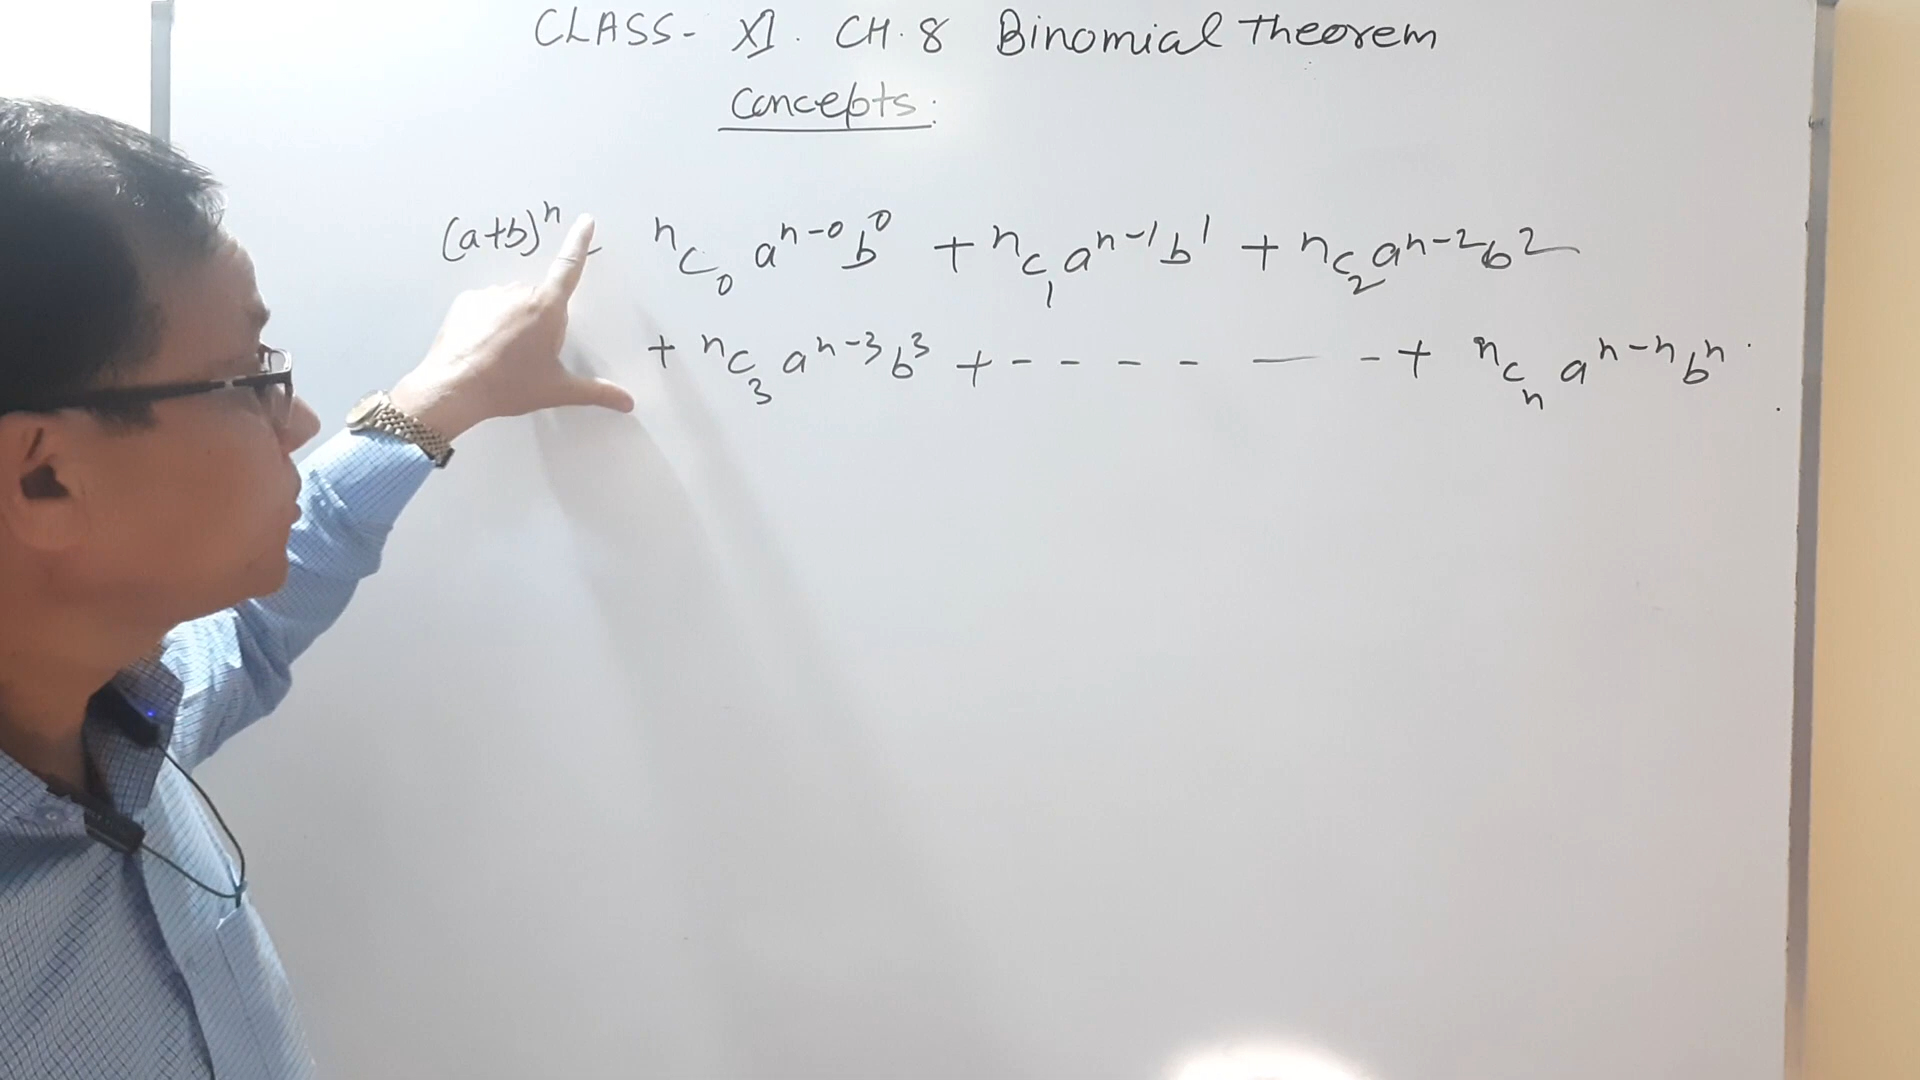 CLASS - XI. CH. 8 Binomial Theorem
Concepts:
(a+b)ⁿ = ⁿC₀ aⁿ⁻⁰b⁰ + ⁿC₁ aⁿ⁻¹b¹ + ⁿC₂ aⁿ⁻²b²
+ ⁿC₃ aⁿ⁻³b³ + - - - - — - + ⁿCₙ aⁿ⁻ⁿbⁿ.